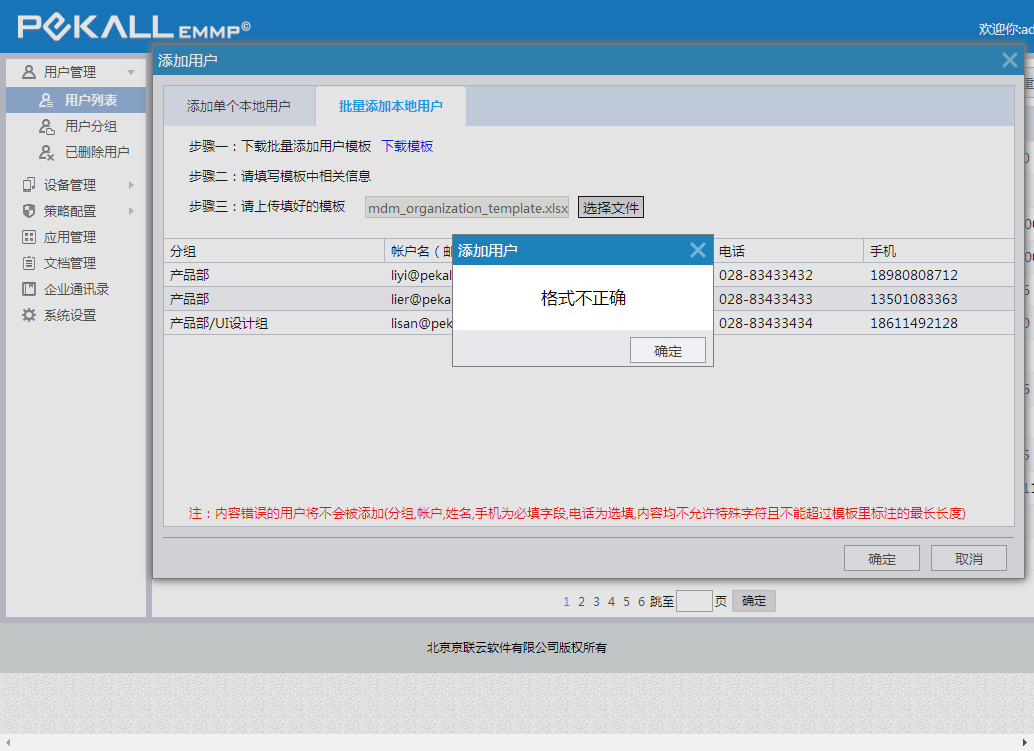 PEKALL EMMP©
欢迎你:ad
用户管理
用户列表
用户分组
已删除用户
设备管理
策略配置
应用管理
文档管理
企业通讯录
系统设置
添加用户
添加单个本地用户 批量添加本地用户
步骤一：下载批量添加用户模板 下载模板
步骤二：请填写模板中相关信息
步骤三：请上传填好的模板 mdm_organization_template.xlsx 选择文件
分组 帐户名（邮 电话 手机
产品部 liyi@pekal 028-83433432 18980808712
产品部 lier@peka 028-83433433 13501083363
产品部/UI设计组 lisan@pek 028-83433434 18611492128
添加用户
格式不正确
确定
注：内容错误的用户将不会被添加(分组,帐户,姓名,手机为必填字段,电话为选填,内容均不允许特殊字符且不能超过模板里标注的最长长度)
确定 取消
1 2 3 4 5 6 跳至 页 确定
北京京联云软件有限公司版权所有